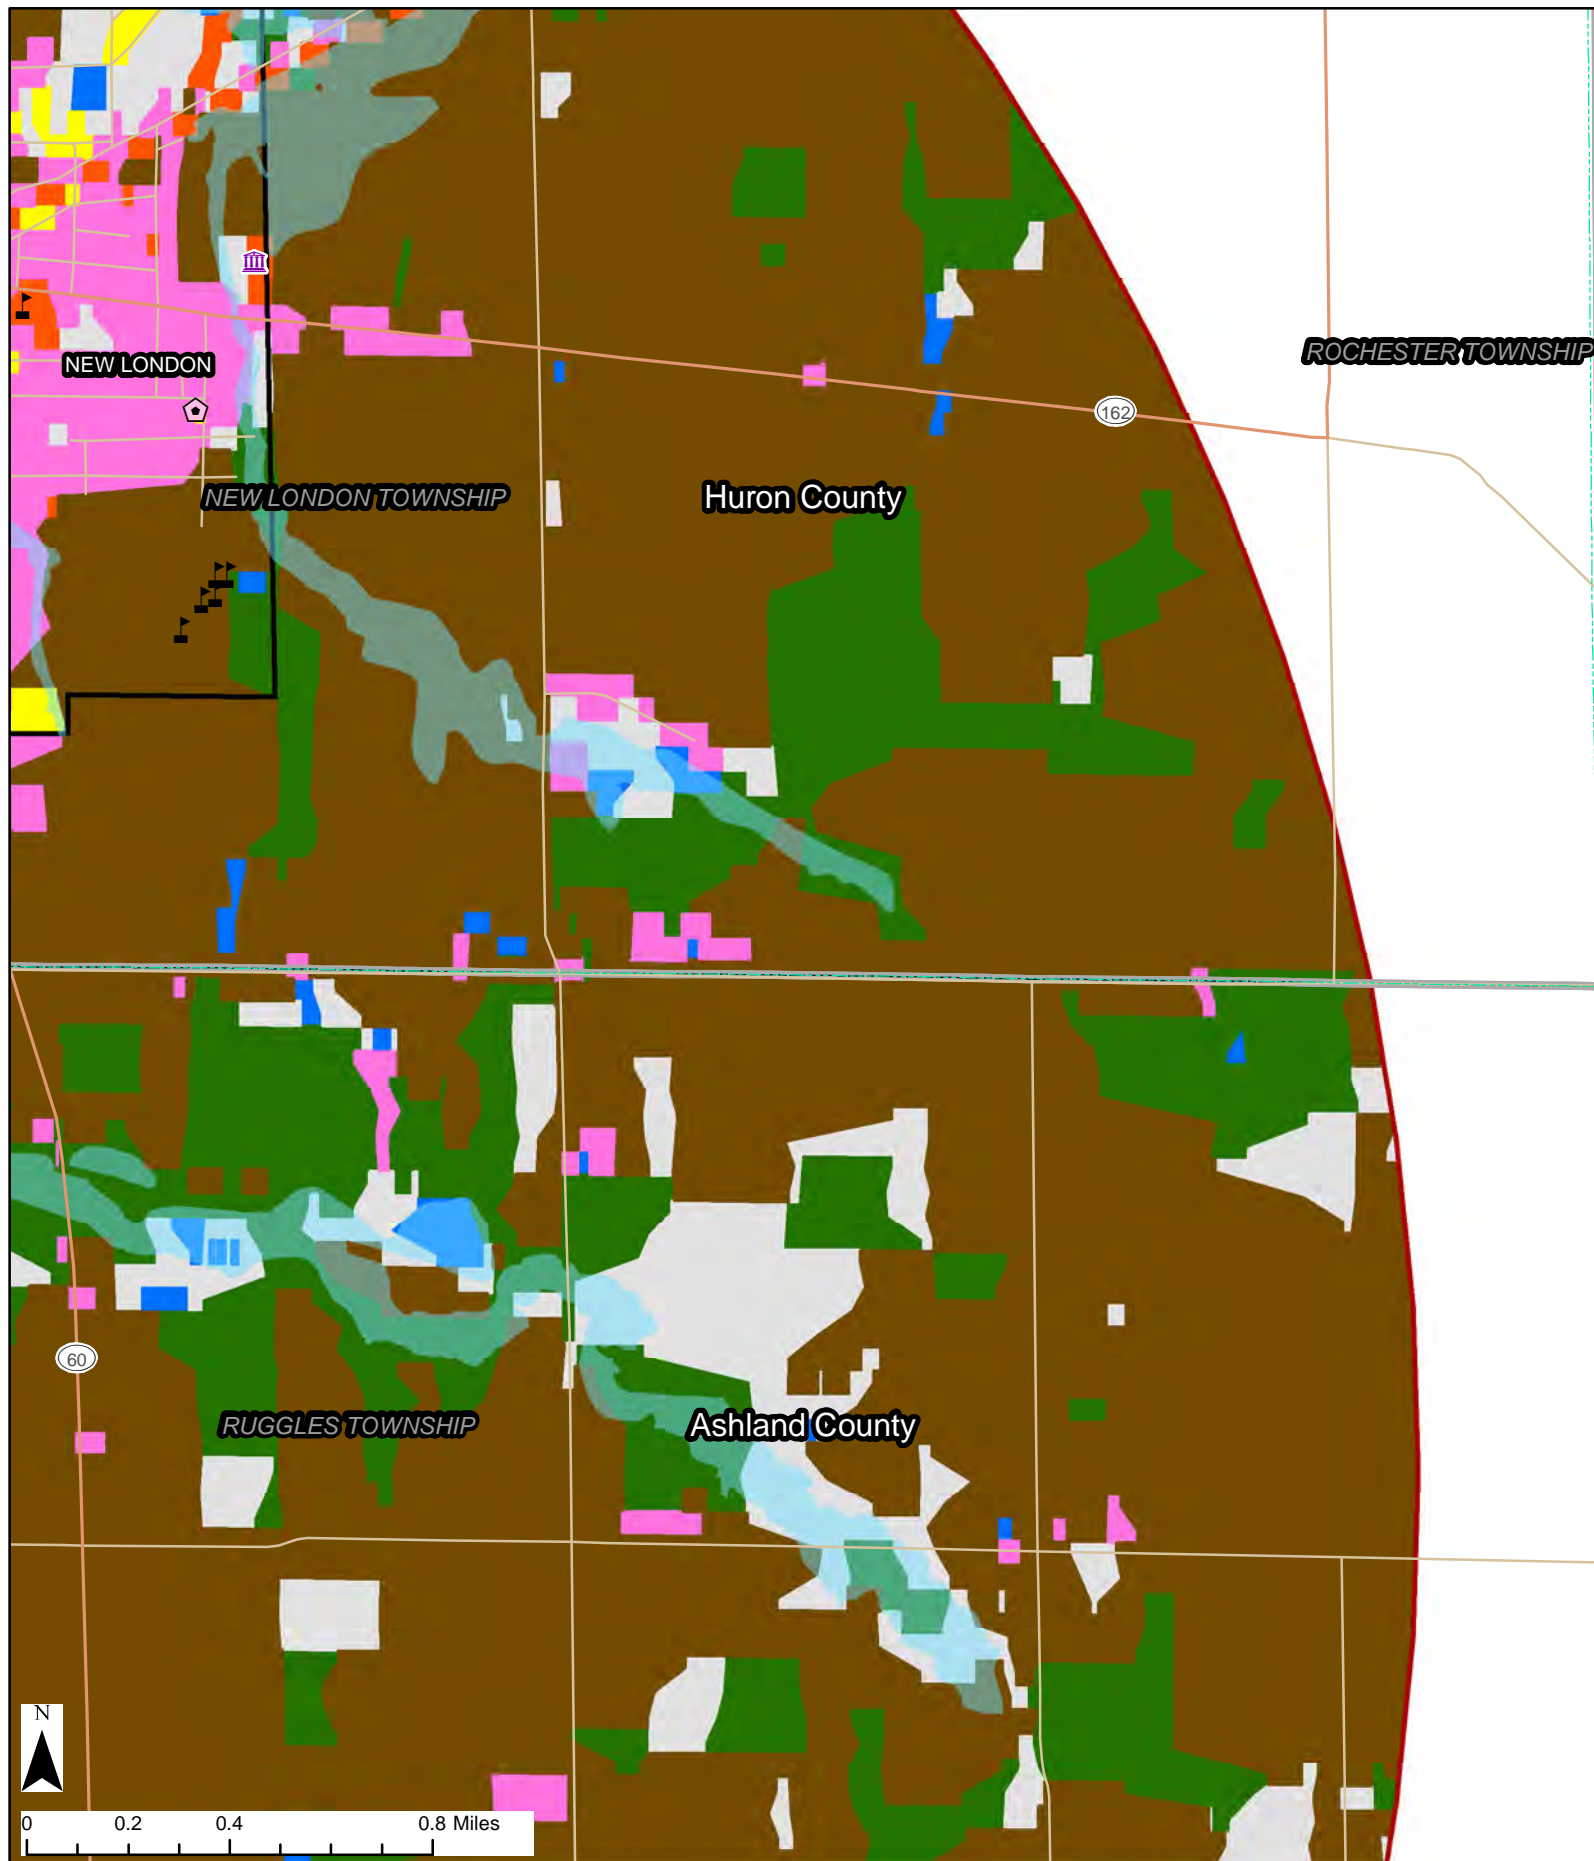 ROCHESTER TOWNSHIP
NEW LONDON
162
NEW LONDON TOWNSHIP
Huron County
60
RUGGLES TOWNSHIP
Ashland County
N
0 0.2 0.4 0.8 Miles